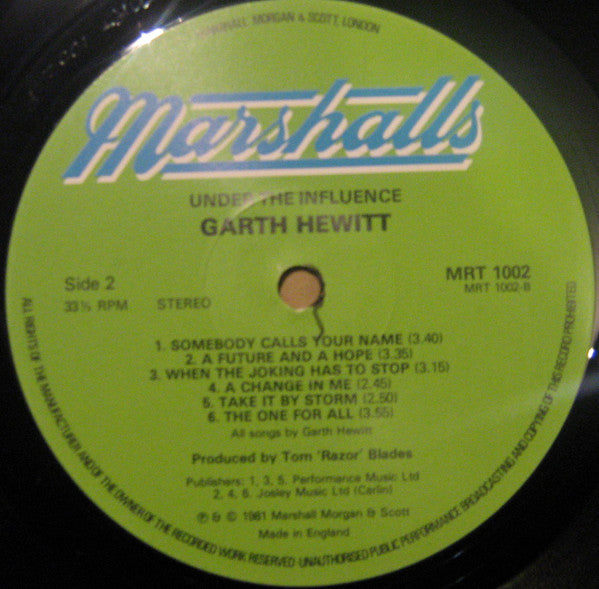 MARSHALL MORGAN & SCOTT, LONDON
Marshalls
UNDER THE INFLUENCE
GARTH HEWITT
Side 2
33⅓ RPM
STEREO
MRT 1002
MRT 1002-B
1. SOMEBODY CALLS YOUR NAME (3.40)
2. A FUTURE AND A HOPE (3.35)
3. WHEN THE JOKING HAS TO STOP (3.15)
4. A CHANGE IN ME (2.45)
5. TAKE IT BY STORM (2.50)
6. THE ONE FOR ALL (3.55)
All songs by Garth Hewitt
Produced by Tom 'Razor' Blades
Publishers: 1, 3, 5, Performance Music Ltd
2, 4, 6, Josley Music Ltd (Carlin)
℗ & © 1981 Marshall Morgan & Scott
Made in England
ALL RIGHTS OF THE MANUFACTURER AND OF THE OWNER OF THE RECORDED WORK RESERVED-UNAUTHORISED PUBLIC PERFORMANCE BROADCASTING AND COPYING OF THIS RECORD PROHIBITED